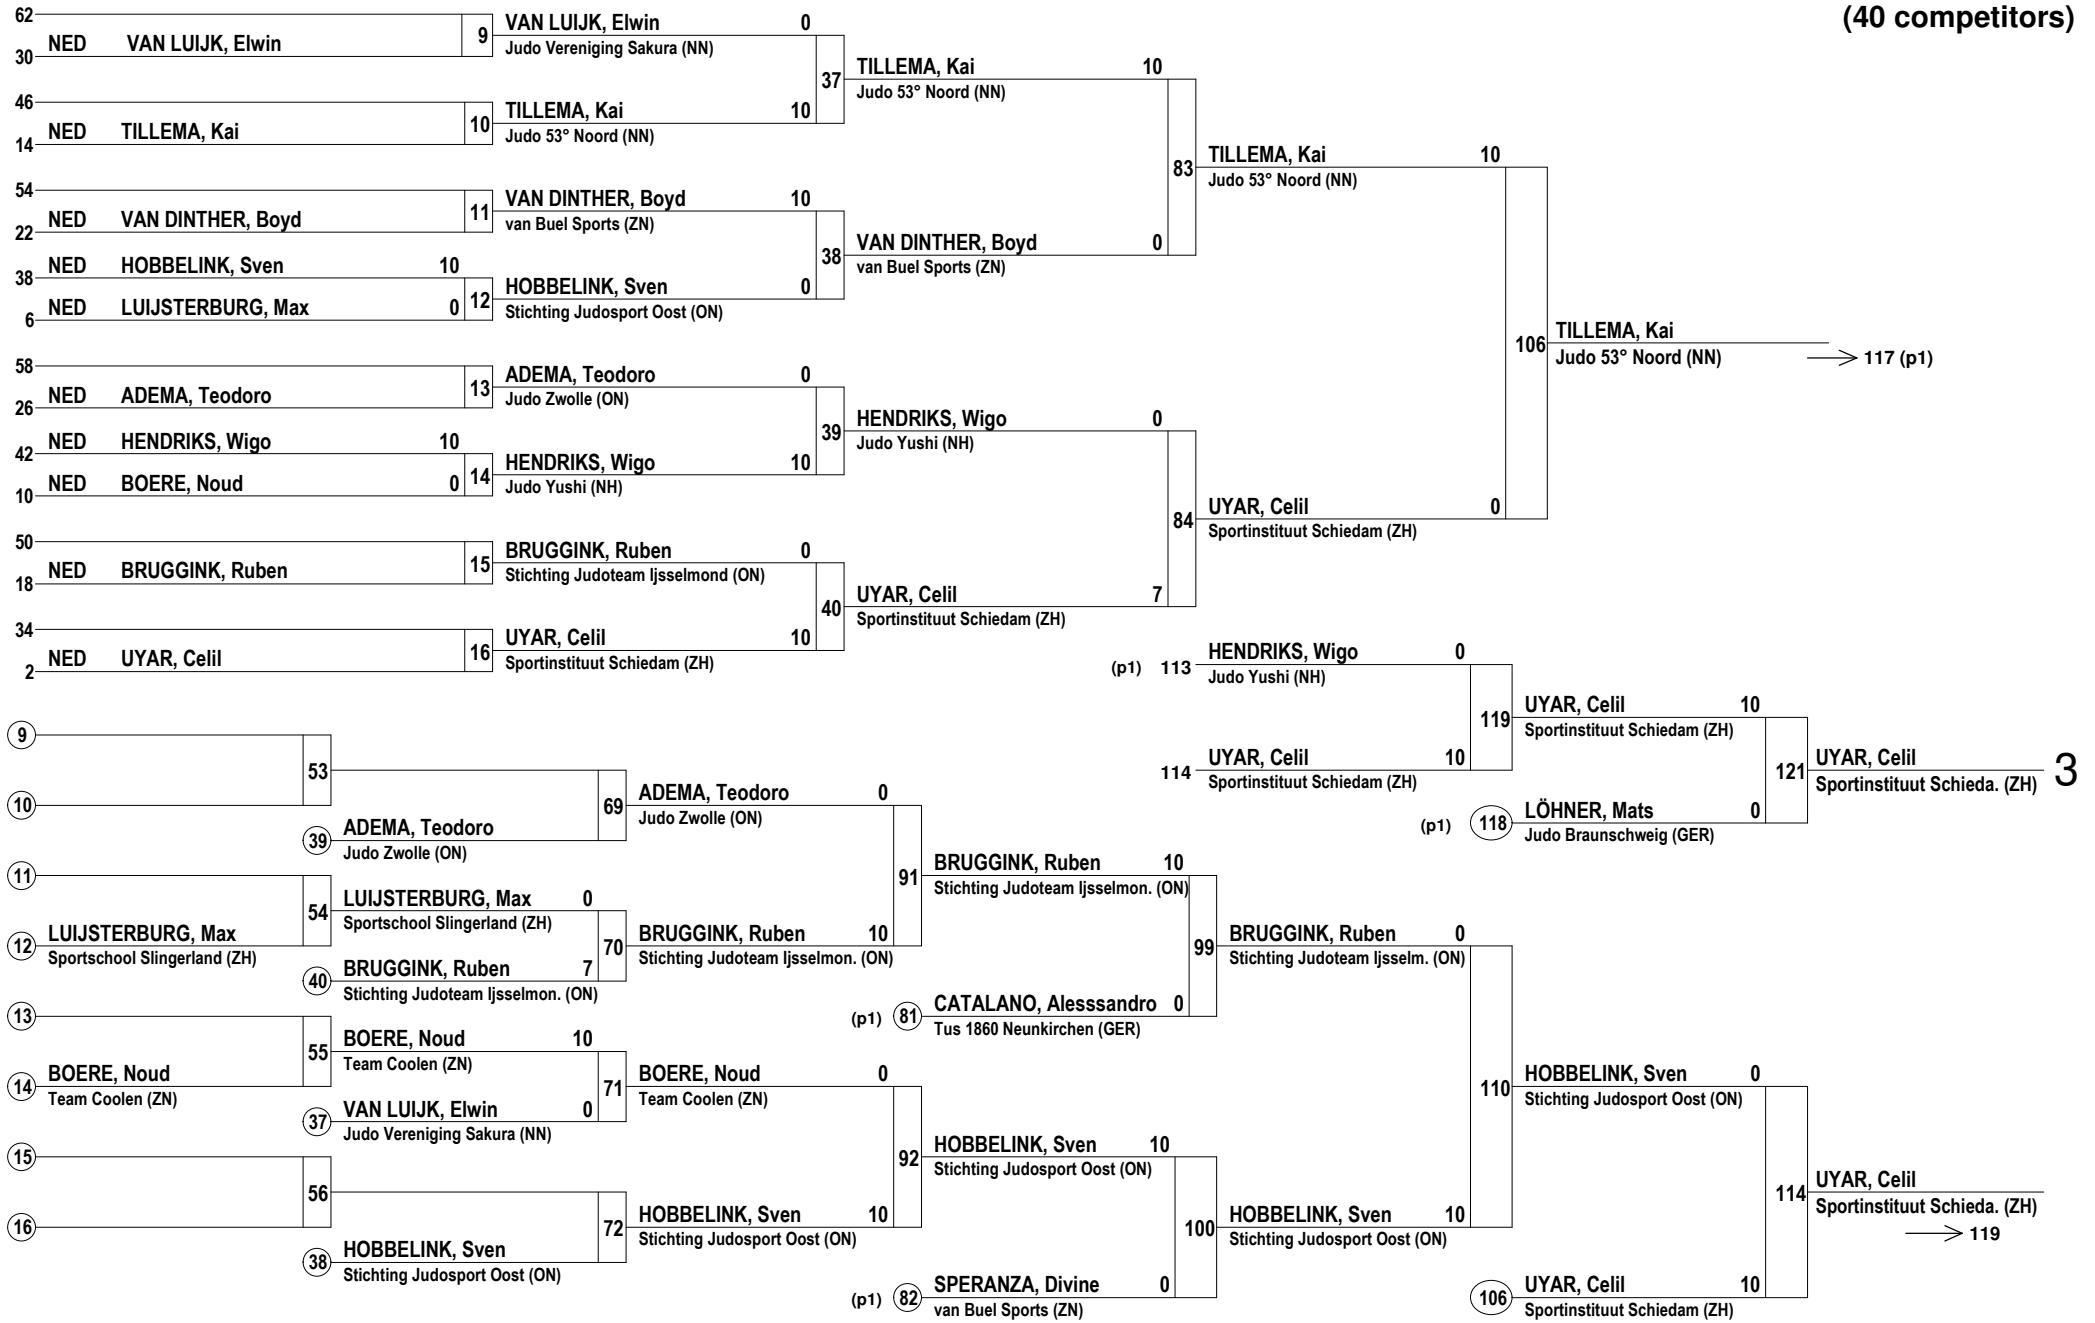 (40 competitors)
62
NED VAN LUIJK, Elwin
30
9
46
NED TILLEMA, Kai
14
10
54
NED VAN DINTHER, Boyd
22
11
NED HOBBELINK, Sven 10
38
NED LUIJSTERBURG, Max 0
6
12
58
NED ADEMA, Teodoro
26
13
NED HENDRIKS, Wigo 10
42
NED BOERE, Noud 0
10
14
50
NED BRUGGINK, Ruben
18
15
34
NED UYAR, Celil
2
16
VAN LUIJK, Elwin 0
Judo Vereniging Sakura (NN)
37
TILLEMA, Kai 10
Judo 53° Noord (NN)
VAN DINTHER, Boyd 10
van Buel Sports (ZN)
38
HOBBELINK, Sven 0
Stichting Judosport Oost (ON)
ADEMA, Teodoro 0
Judo Zwolle (ON)
39
HENDRIKS, Wigo 10
Judo Yushi (NH)
BRUGGINK, Ruben 0
Stichting Judoteam Ijsselmond (ON)
40
UYAR, Celil 10
Sportinstituut Schiedam (ZH)
TILLEMA, Kai 10
Judo 53° Noord (NN)
83
VAN DINTHER, Boyd 0
van Buel Sports (ZN)
HENDRIKS, Wigo 0
Judo Yushi (NH)
84
UYAR, Celil 7
Sportinstituut Schiedam (ZH)
TILLEMA, Kai 10
Judo 53° Noord (NN)
106
UYAR, Celil 0
Sportinstituut Schiedam (ZH)
TILLEMA, Kai
Judo 53° Noord (NN)
117 (p1)
(p1) 113 HENDRIKS, Wigo 0
Judo Yushi (NH)
119
114 UYAR, Celil 10
Sportinstituut Schiedam (ZH)
UYAR, Celil 10
Sportinstituut Schiedam (ZH)
121
(p1) 118 LÖHNER, Mats 0
Judo Braunschweig (GER)
UYAR, Celil
Sportinstituut Schieda. (ZH)
3
9
53
10
11
54
12 LUIJSTERBURG, Max
Sportschool Slingerland (ZH)
13
55
14 BOERE, Noud
Team Coolen (ZN)
15
56
16
69
39 ADEMA, Teodoro
Judo Zwolle (ON)
LUIJSTERBURG, Max 0
Sportschool Slingerland (ZH)
70
40 BRUGGINK, Ruben 7
Stichting Judoteam Ijsselmon. (ON)
BOERE, Noud 10
Team Coolen (ZN)
71
37 VAN LUIJK, Elwin 0
Judo Vereniging Sakura (NN)
72
38 HOBBELINK, Sven
Stichting Judosport Oost (ON)
ADEMA, Teodoro 0
Judo Zwolle (ON)
91
BRUGGINK, Ruben 10
Stichting Judoteam Ijsselmon. (ON)
BOERE, Noud 0
Team Coolen (ZN)
92
HOBBELINK, Sven 10
Stichting Judosport Oost (ON)
BRUGGINK, Ruben 10
Stichting Judoteam Ijsselmon. (ON)
99
(p1) 81 CATALANO, Alesssandro 0
Tus 1860 Neunkirchen (GER)
HOBBELINK, Sven 10
Stichting Judosport Oost (ON)
100
(p1) 82 SPERANZA, Divine 0
van Buel Sports (ZN)
BRUGGINK, Ruben 0
Stichting Judoteam Ijsselm. (ON)
110
HOBBELINK, Sven 10
Stichting Judosport Oost (ON)
HOBBELINK, Sven 0
Stichting Judosport Oost (ON)
114
106 UYAR, Celil 10
Sportinstituut Schiedam (ZH)
UYAR, Celil
Sportinstituut Schieda. (ZH)
119